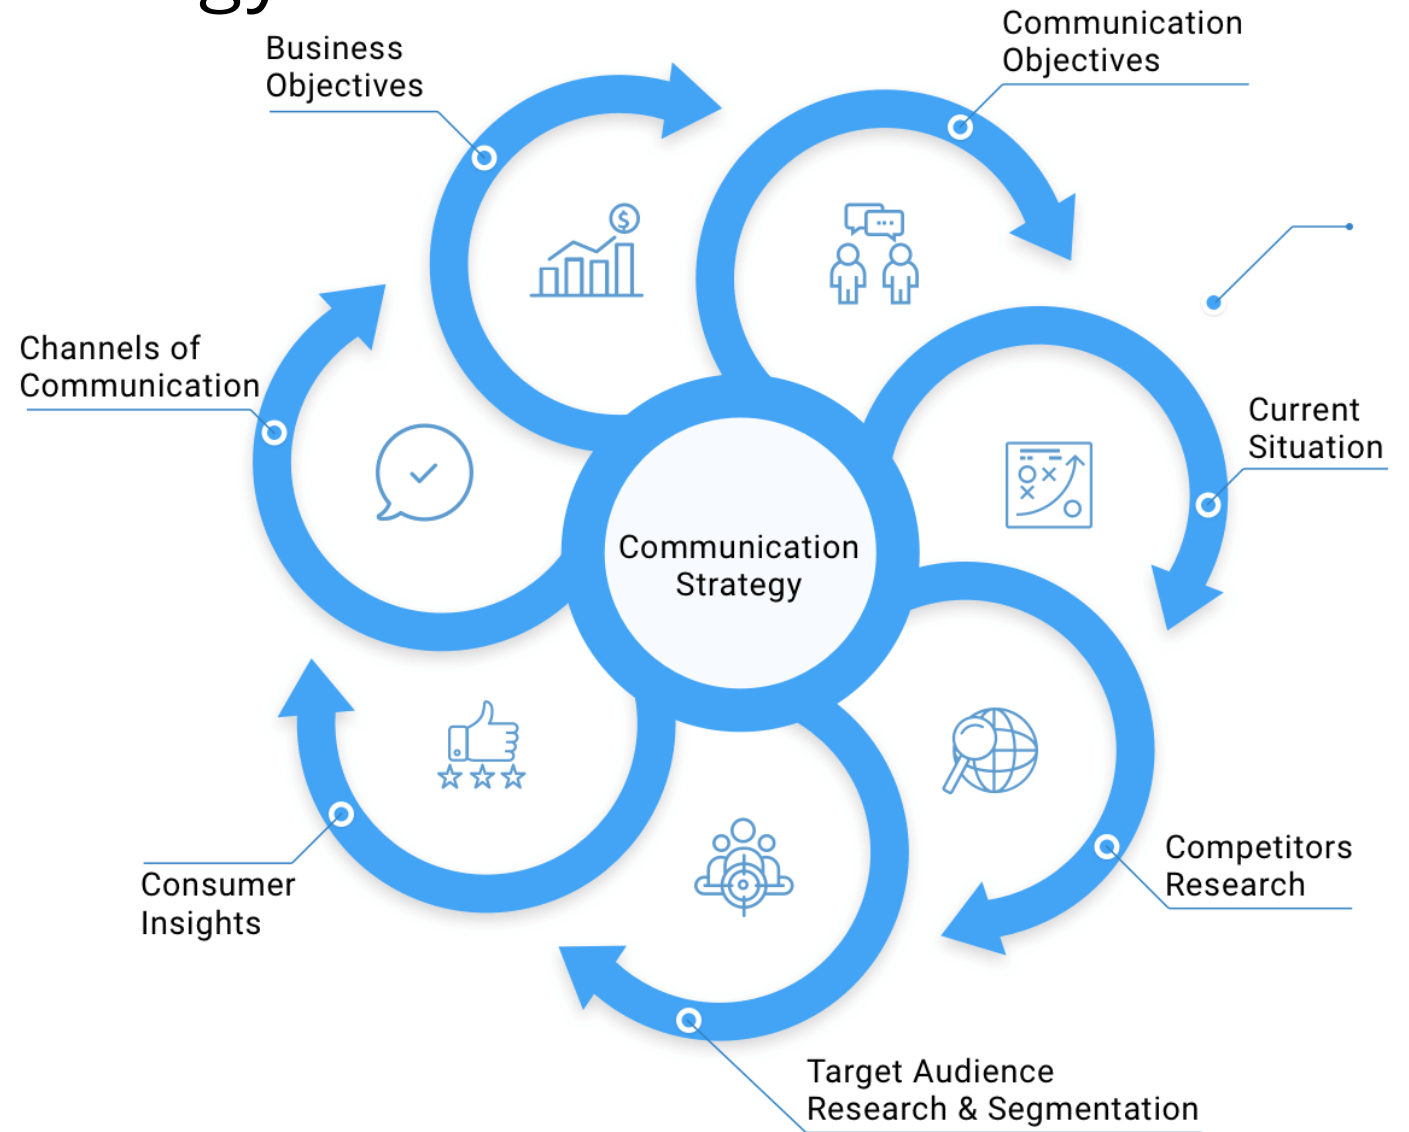 Communication
Objectives
Business
Objectives
Channels of
Communication
Current
Situation
Communication
Strategy
Competitors
Research
Consumer
Insights
Target Audience
Research & Segmentation